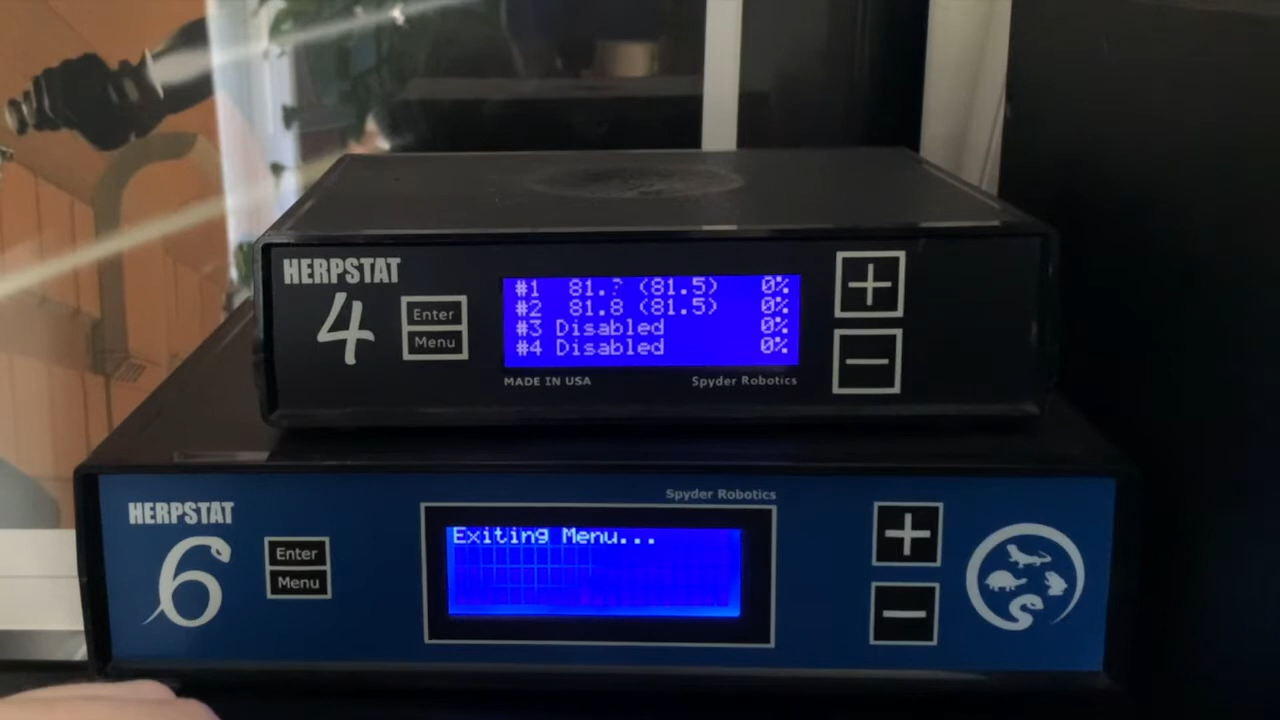 HERPSTAT
4
Enter
Menu
#1 (81.5) 0%
#2 81.8 (81.5) 0%
#3 Disabled 0%
#4 Disabled 0%
+
−
MADE IN USA Spyder Robotics
Spyder Robotics
HERPSTAT
6
Enter
Menu
Exiting Menu...
+
−